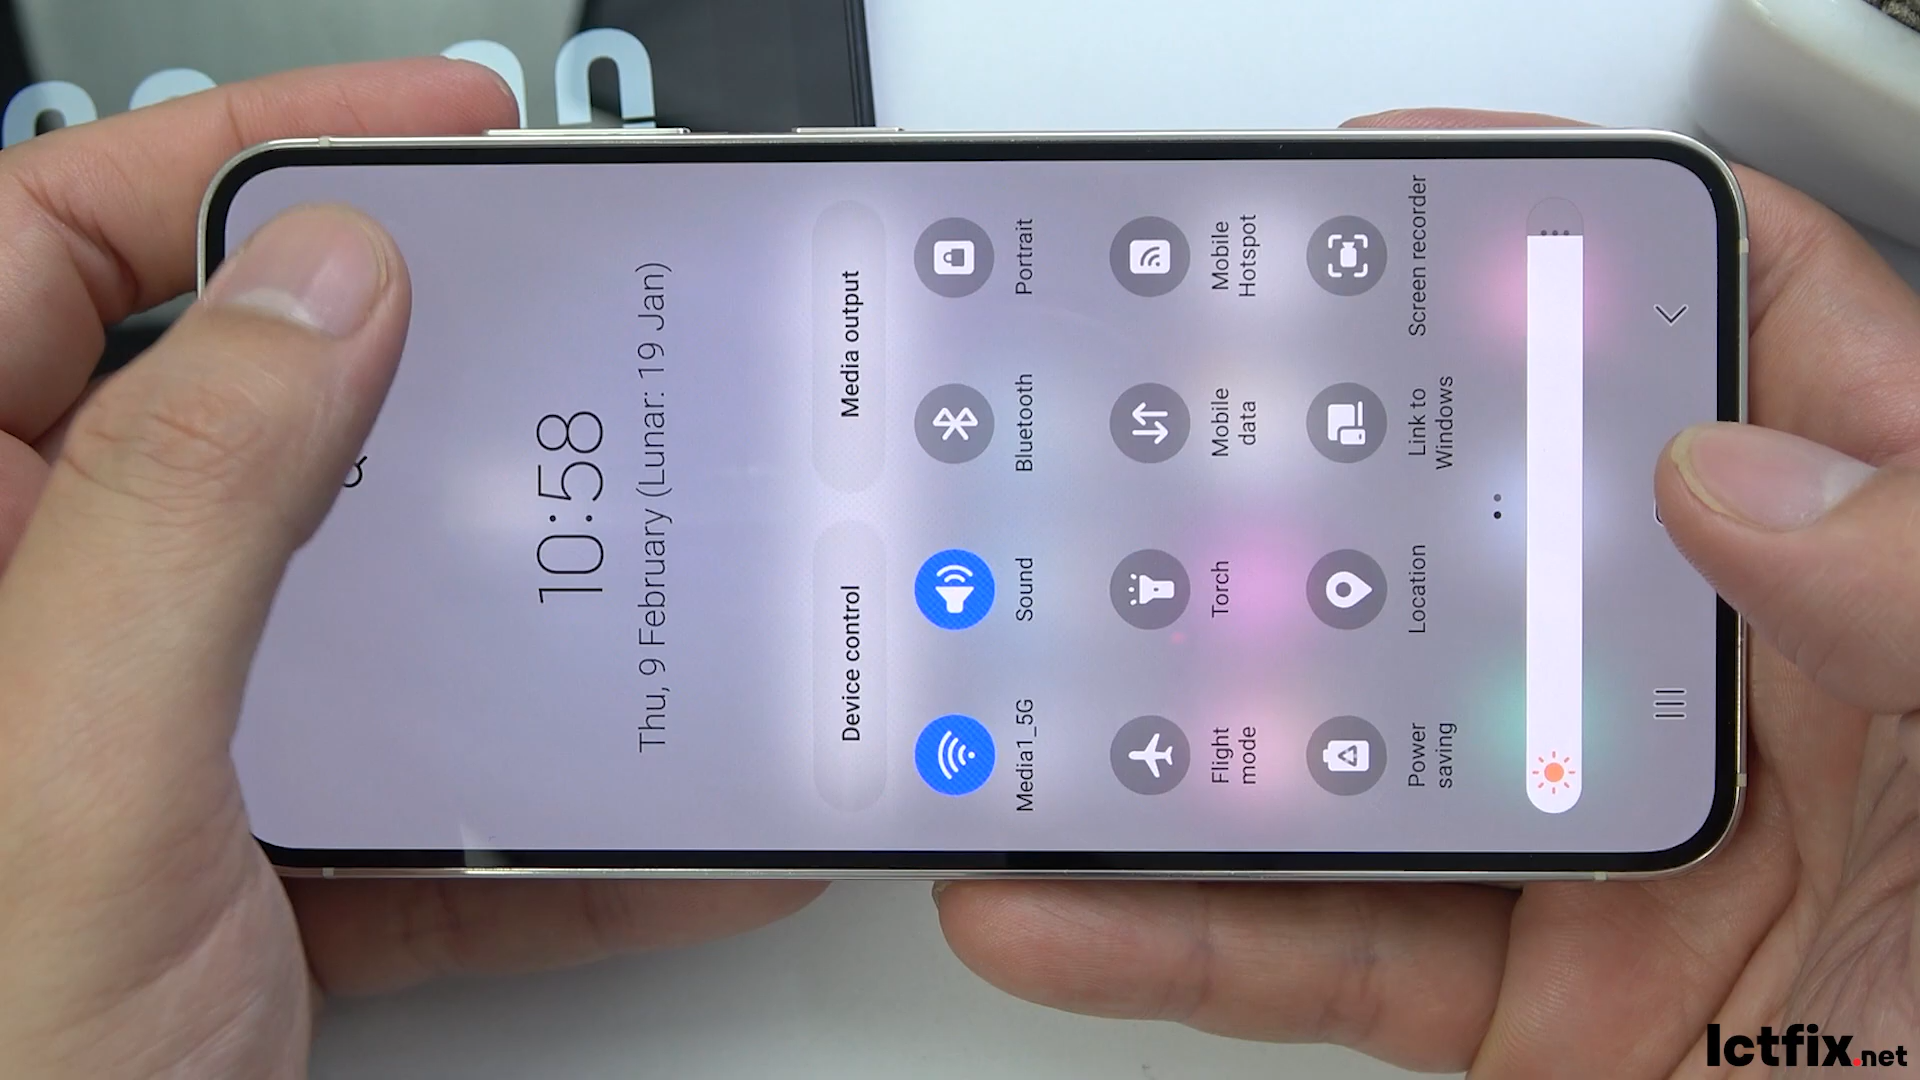 10:58
Thu, 9 February (Lunar: 19 Jan)
Device control
Media output
Media1_5G
Sound
Bluetooth
Portrait
Flight
mode
Torch
Mobile
data
Mobile
Hotspot
Power
saving
Location
Link to
Windows
Screen recorder
Ictfix.net